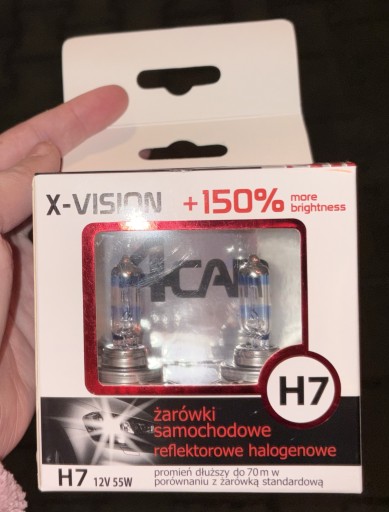 X-VISION +150% more brightness
4CAR
H7
żarówki
samochodowe
reflektorowe halogenowe
H7 12V 55W
promień dłuższy do 70 m w
porównaniu z żarówką standardową